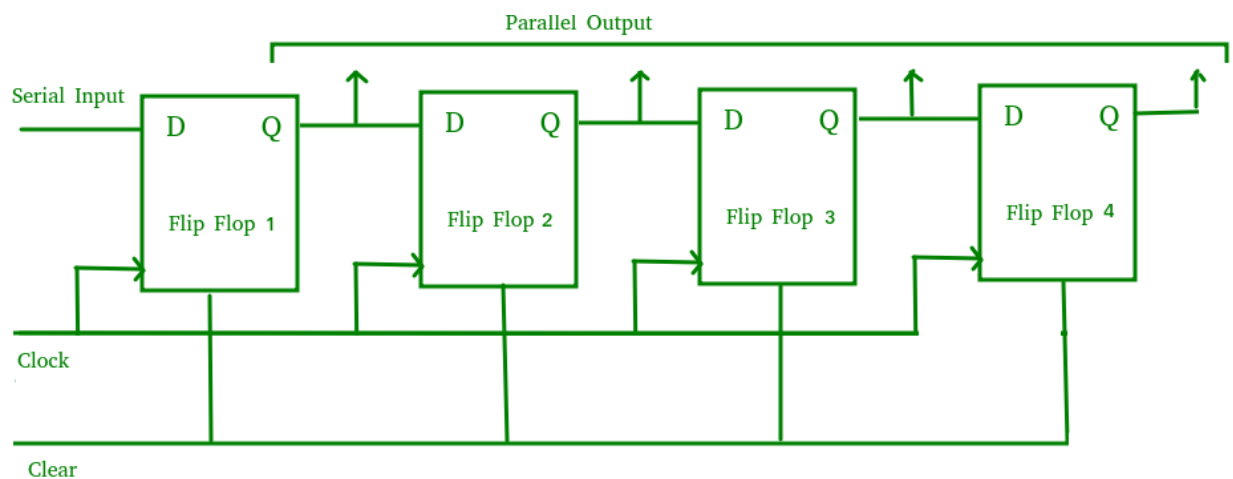 Parallel Output
Serial Input
D Q D Q D Q D Q
Flip Flop 1 Flip Flop 2 Flip Flop 3 Flip Flop 4
Clock
Clear